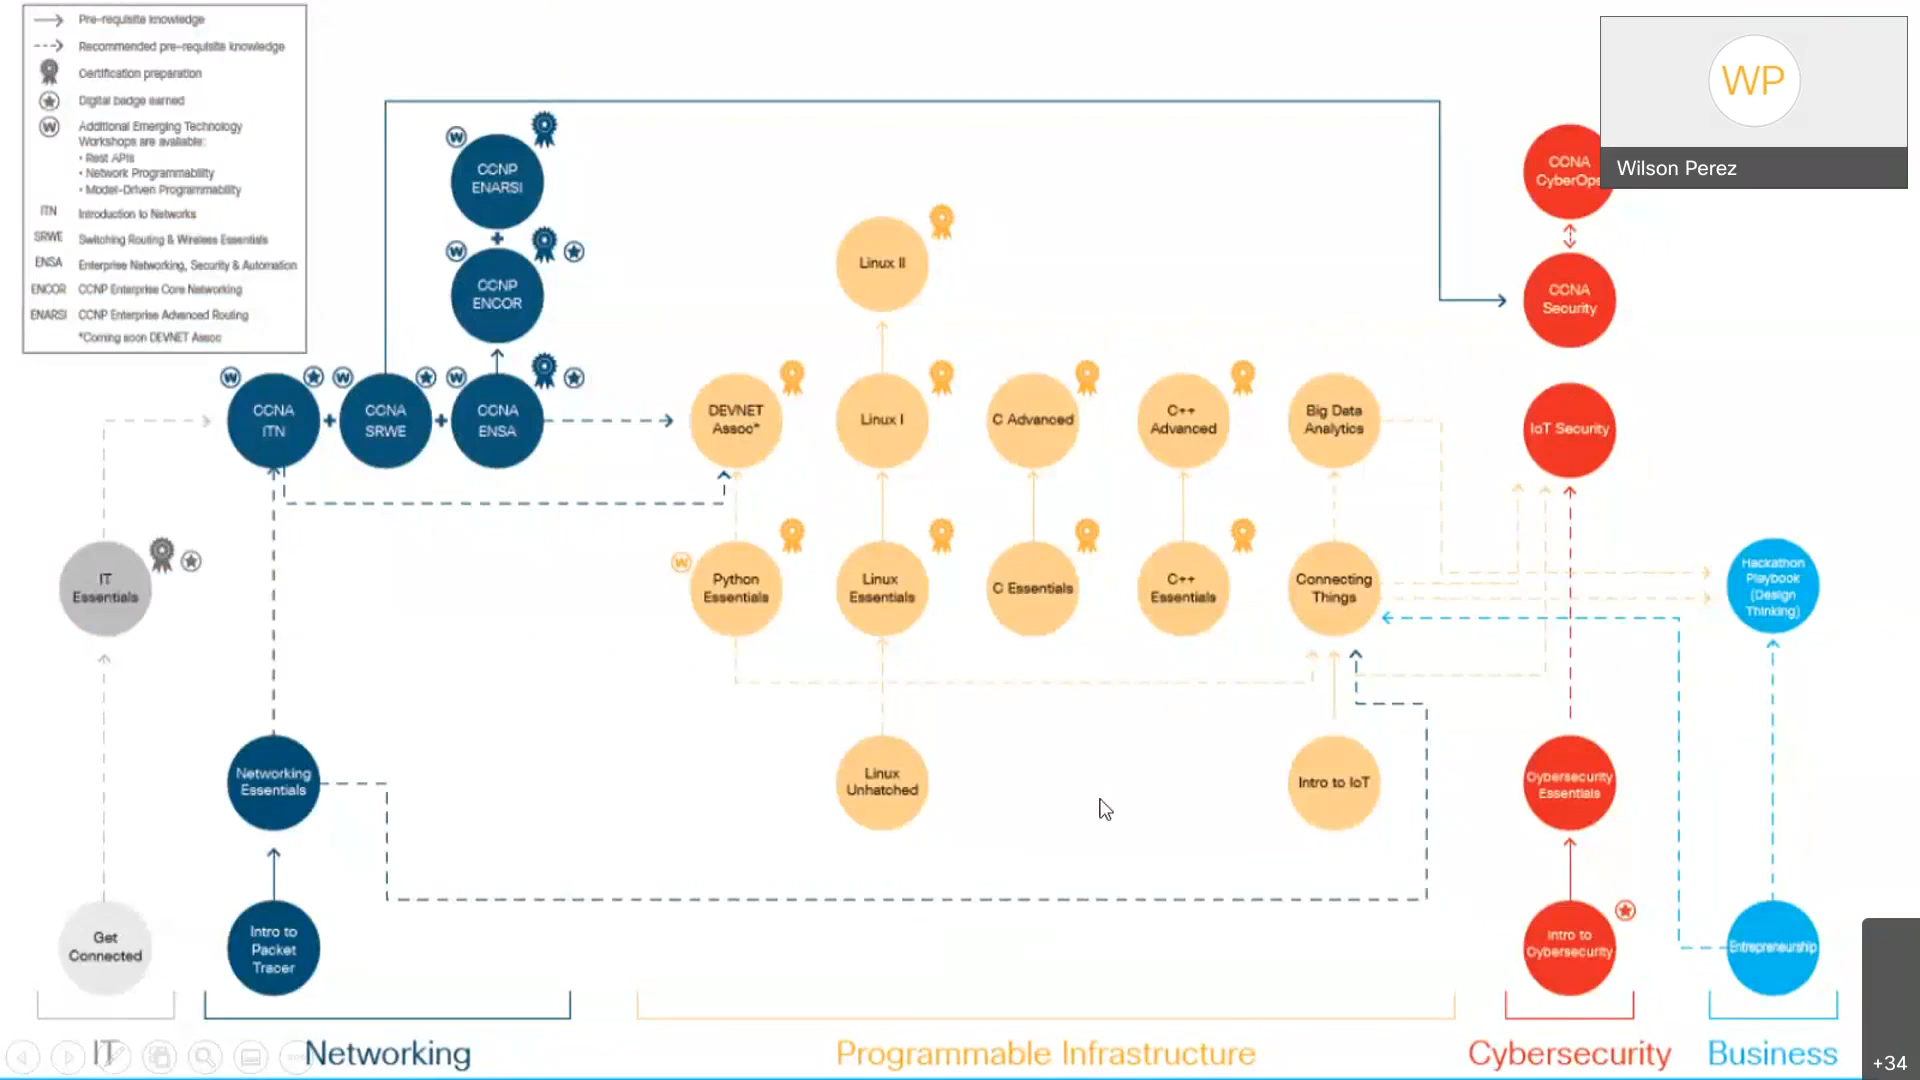 Pre-requisite knowledge
Recommended pre-requisite knowledge
Certification preparation
Digital badge earned
W Additional Emerging Technology
Workshops are available:
• Rest APIs
• Network Programmability
• Model-Driven Programmability
ITN Introduction to Networks
SRWE Switching Routing & Wireless Essentials
ENSA Enterprise Networking, Security & Automation
ENCOR CCNP Enterprise Core Networking
ENARSI CCNP Enterprise Advanced Routing
*Coming soon DEVNET Assoc
WP
Wilson Perez
W
CCNP
ENARSI
W
CCNP
ENCOR
Linux II
CCNA
CyberOps
CCNA
Security
W
CCNA
ITN
W
CCNA
SRWE
W
CCNA
ENSA
DEVNET
Assoc*
Linux I
C Advanced
C++
Advanced
Big Data
Analytics
IoT Security
IT
Essentials
W
Python
Essentials
Linux
Essentials
C Essentials
C++
Essentials
Connecting
Things
Hackathon
Playbook
(Design
Thinking)
Networking
Essentials
Linux
Unhatched
Intro to IoT
Cybersecurity
Essentials
Get
Connected
Intro to
Packet
Tracer
Intro to
Cybersecurity
Entrepreneurship
IT
Networking
Programmable Infrastructure
Cybersecurity
Business
+34